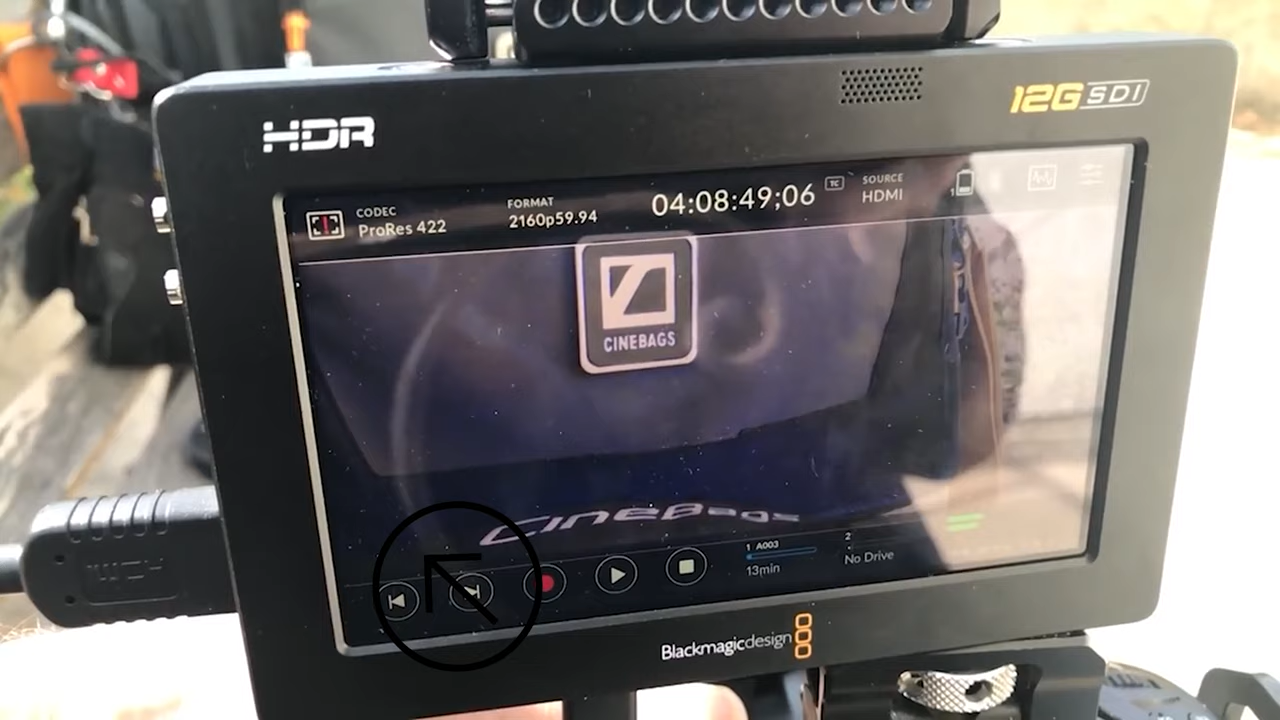 HDR
12G SDI
CODEC
ProRes 422
FORMAT
2160p59.94
04:08:49;06
TC
SOURCE
HDMI
1
CINEBAGS
CineBags
1 A003
13min
2
No Drive
Blackmagicdesign